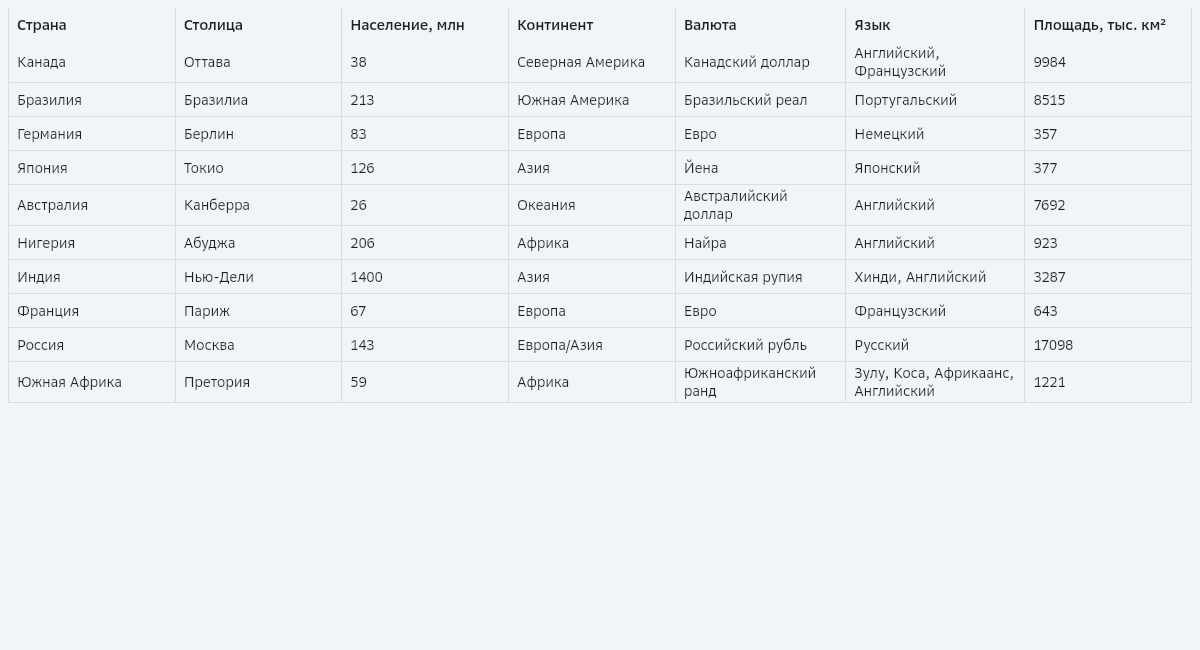 Страна Столица Население, млн Континент Валюта Язык Площадь, тыс. км²
Канада Оттава 38 Северная Америка Канадский доллар Английский, Французский 9984
Бразилия Бразилиа 213 Южная Америка Бразильский реал Португальский 8515
Германия Берлин 83 Европа Евро Немецкий 357
Япония Токио 126 Азия Йена Японский 377
Австралия Канберра 26 Океания Австралийский доллар Английский 7692
Нигерия Абуджа 206 Африка Найра Английский 923
Индия Нью-Дели 1400 Азия Индийская рупия Хинди, Английский 3287
Франция Париж 67 Европа Евро Французский 643
Россия Москва 143 Европа/Азия Российский рубль Русский 17098
Южная Африка Претория 59 Африка Южноафриканский ранд Зулу, Коса, Африкаанс, Английский 1221